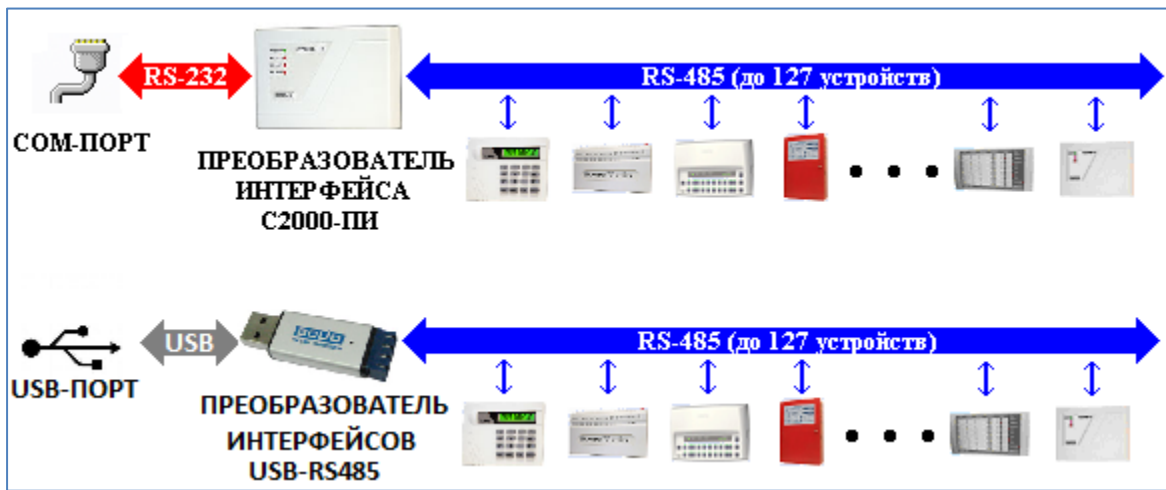 RS-232
RS-485 (до 127 устройств)
COM-ПОРТ
ПРЕОБРАЗОВАТЕЛЬ
ИНТЕРФЕЙСА
С2000-ПИ
USB
RS-485 (до 127 устройств)
USB-ПОРТ
ПРЕОБРАЗОВАТЕЛЬ
ИНТЕРФЕЙСОВ
USB-RS485